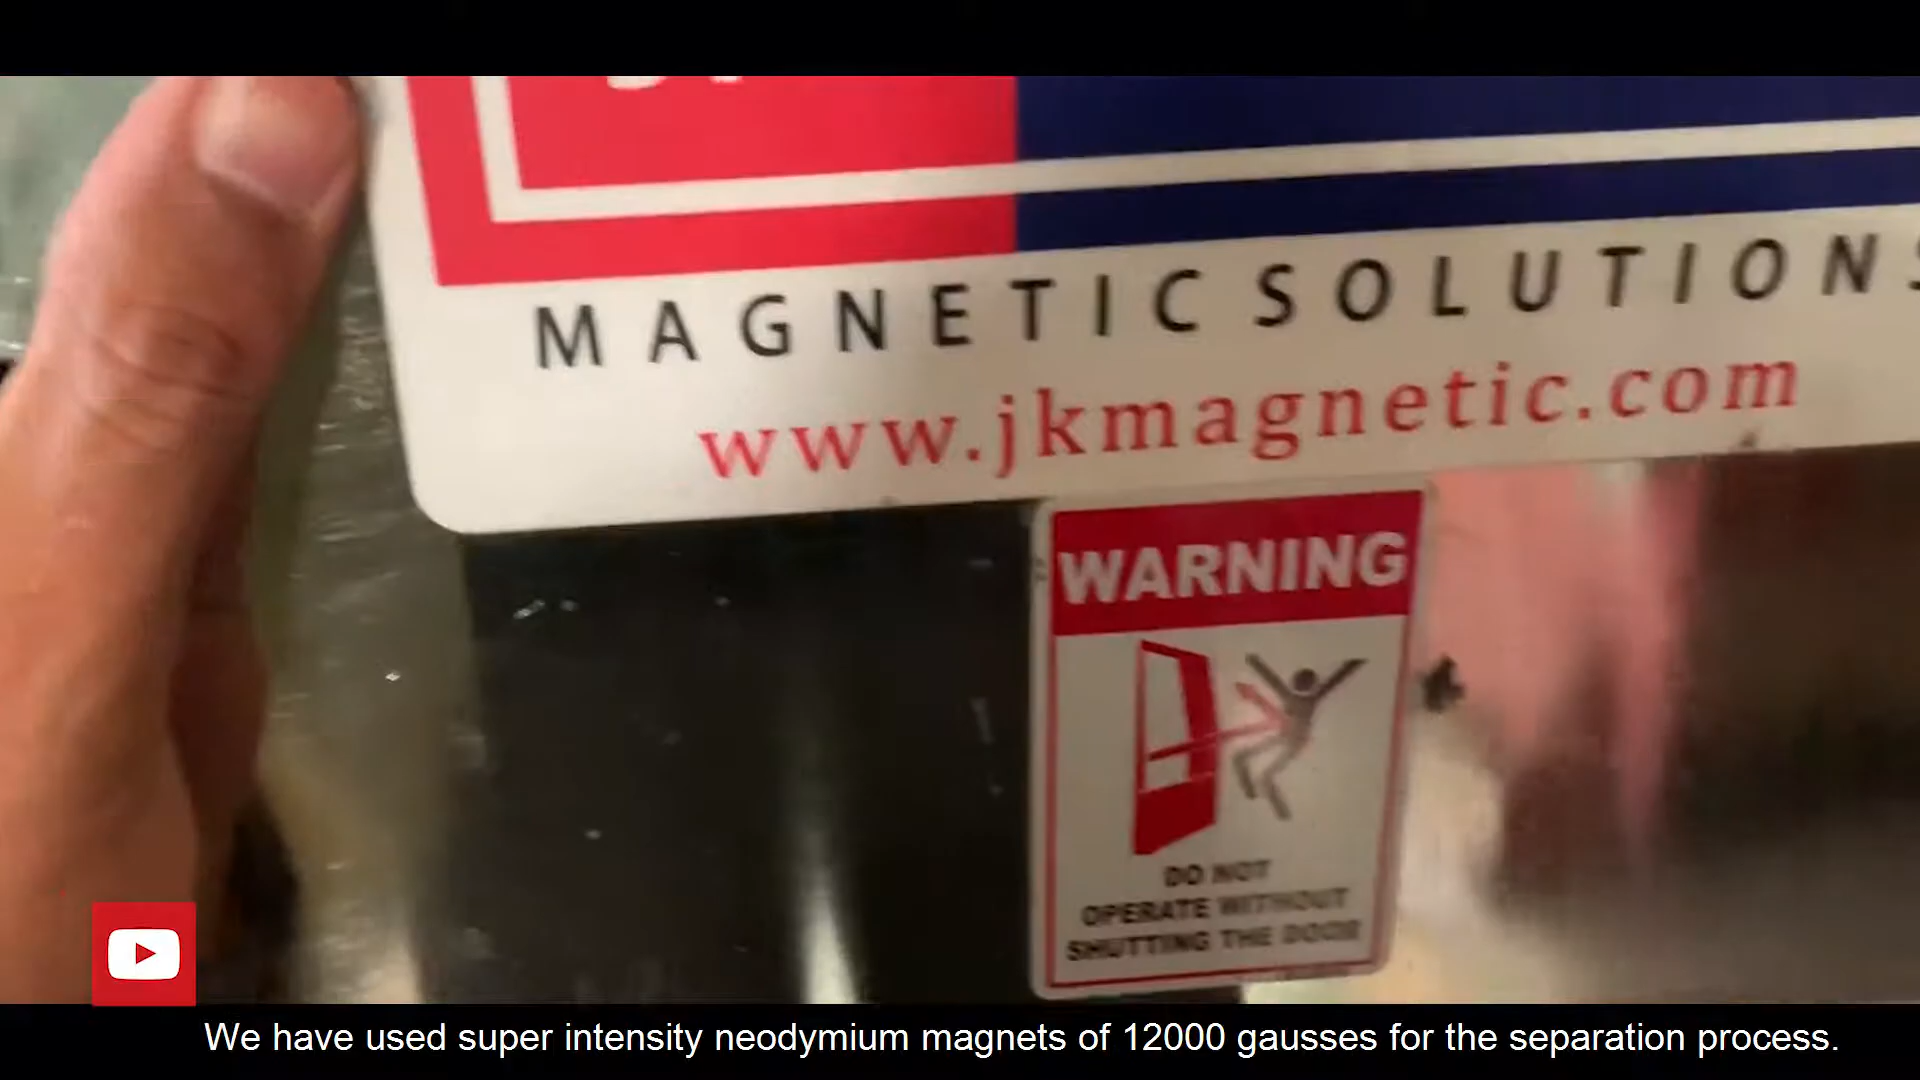 MAGNETIC SOLUTIONS
www.jkmagnetic.com
WARNING
DO NOT
OPERATE WITHOUT
SHUTTING THE DOOR
We have used super intensity neodymium magnets of 12000 gausses for the separation process.